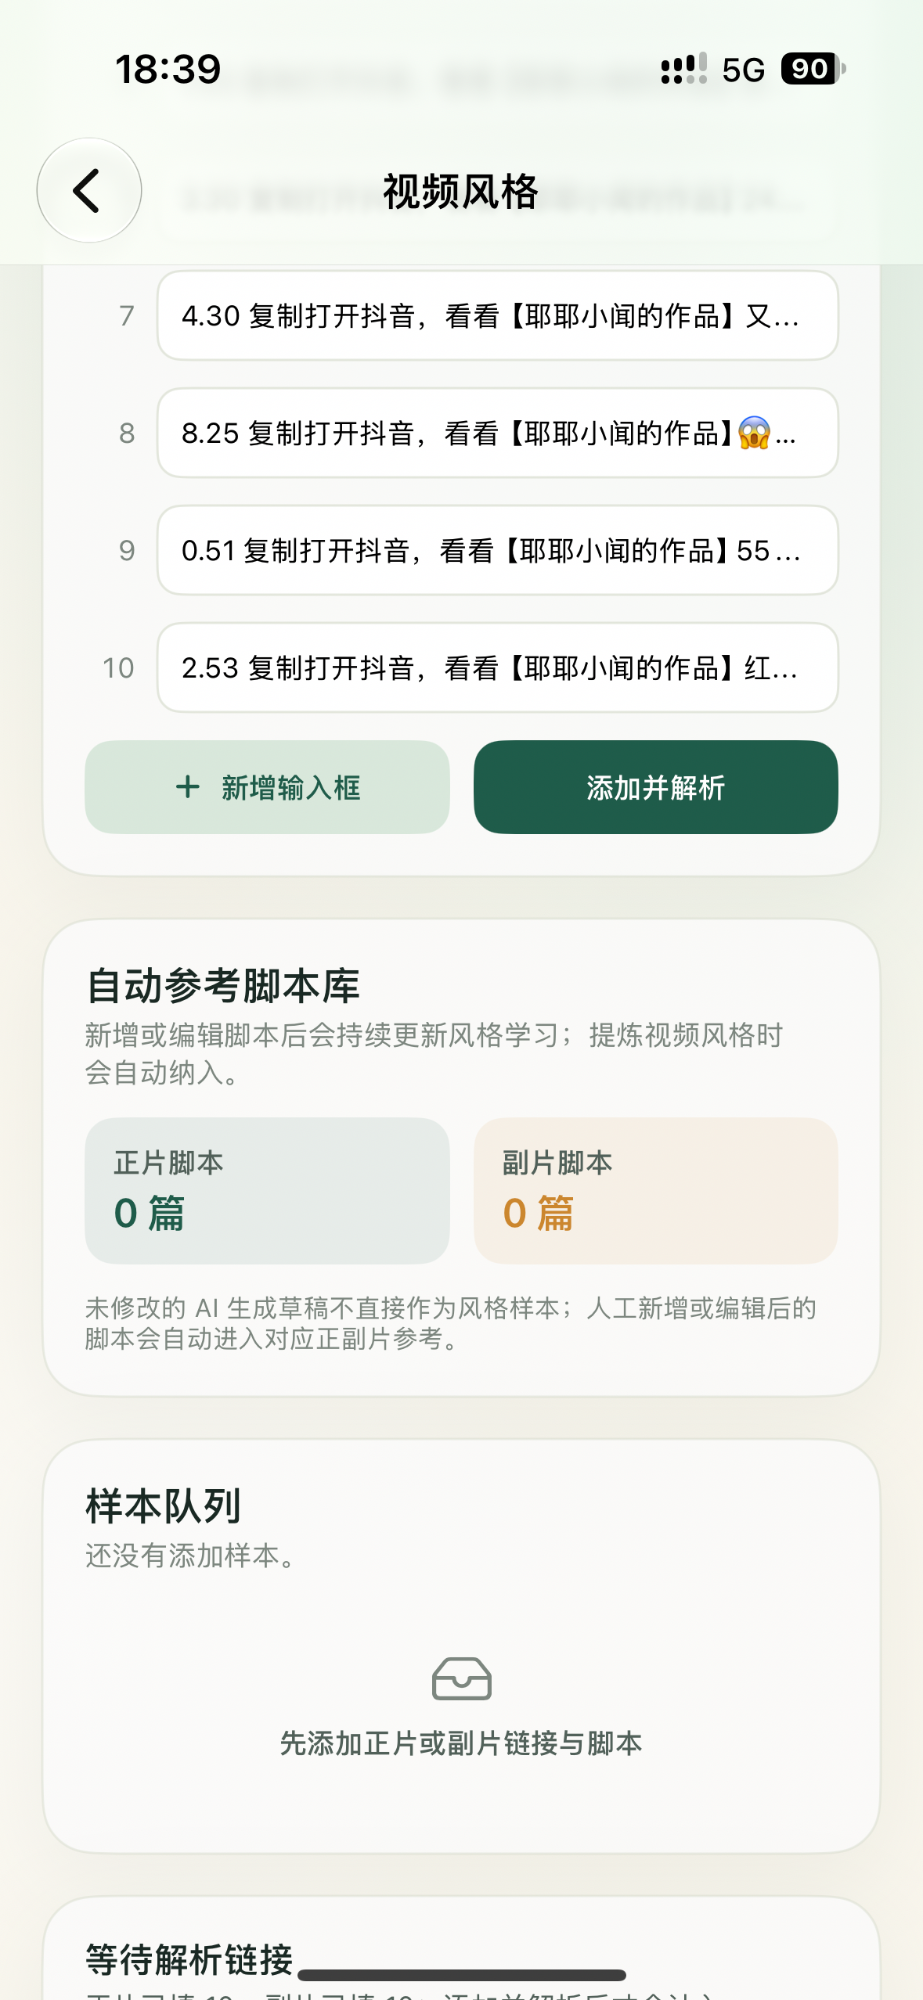 18:39
5G
90
视频风格
7
4.30 复制打开抖音，看看【耶耶小闻的作品】又...
8
8.25 复制打开抖音，看看【耶耶小闻的作品】😱...
9
0.51 复制打开抖音，看看【耶耶小闻的作品】55...
10
2.53 复制打开抖音，看看【耶耶小闻的作品】红...
+ 新增输入框
添加并解析
自动参考脚本库
新增或编辑脚本后会持续更新风格学习；提炼视频风格时
会自动纳入。
正片脚本
0 篇
副片脚本
0 篇
未修改的 AI 生成草稿不直接作为风格样本；人工新增或编辑后的
脚本会自动进入对应正副片参考。
样本队列
还没有添加样本。
先添加正片或副片链接与脚本
等待解析链接